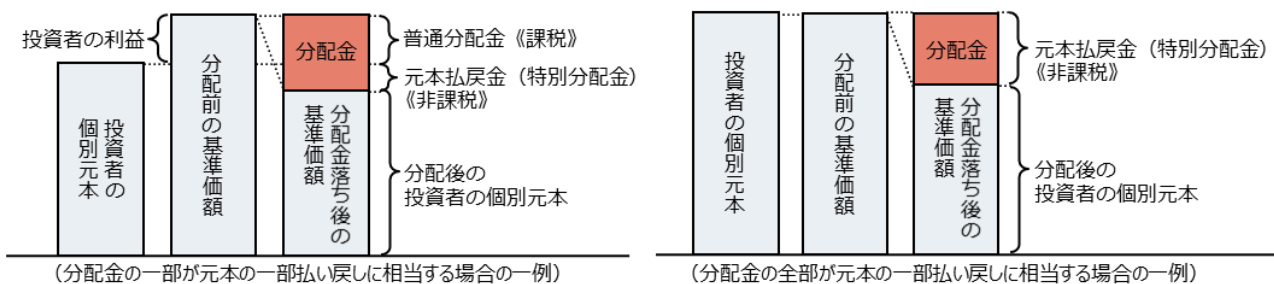 投資者の利益
投資者の
個別元本
分配前の基準価額
分配金
分配金落ち後の
基準価額
普通分配金《課税》
元本払戻金（特別分配金）
《非課税》
分配後の
投資者の個別元本
（分配金の一部が元本の一部払い戻しに相当する場合の一例）
投資者の個別元本
分配前の基準価額
分配金
分配金落ち後の
基準価額
元本払戻金（特別分配金）
《非課税》
分配後の
投資者の個別元本
（分配金の全部が元本の一部払い戻しに相当する場合の一例）